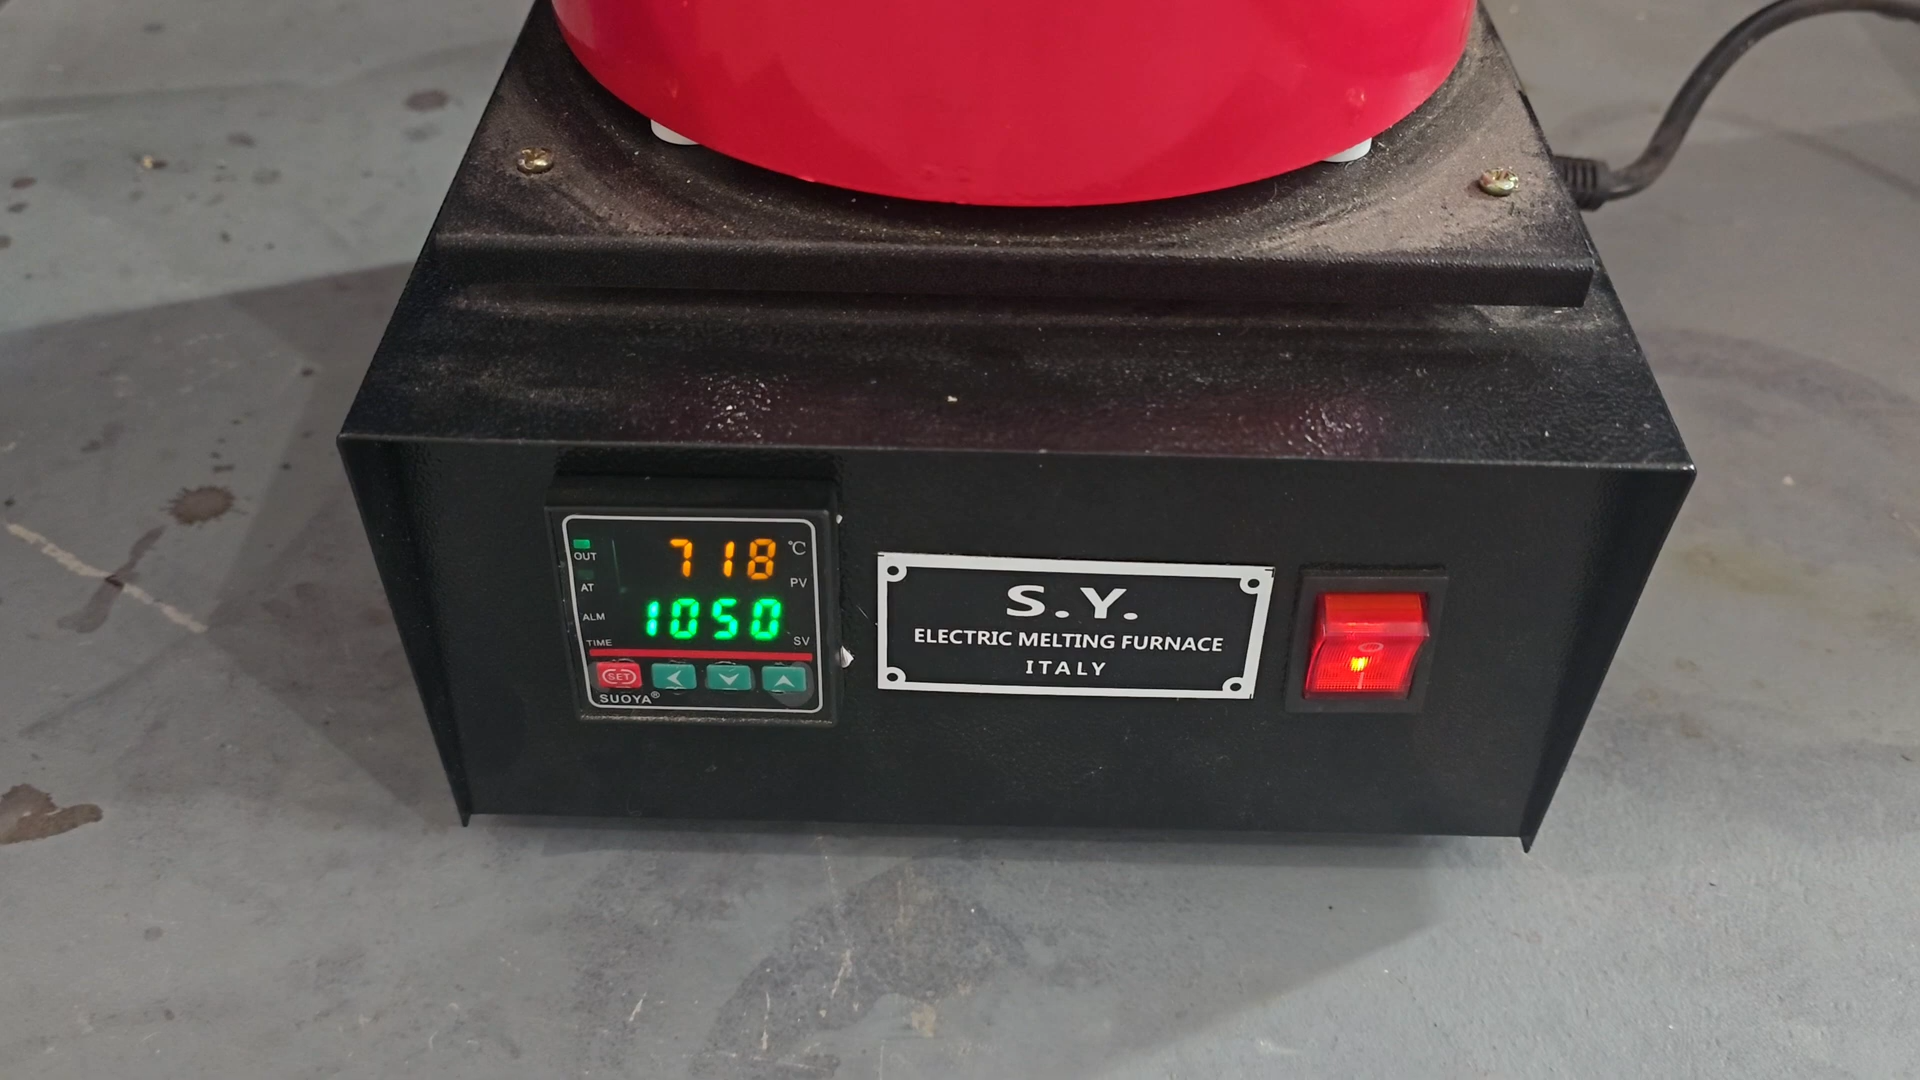 OUT
718 °C
AT
PV
1050
ALM
TIME
SV
SET
SUOYA®
S.Y.
ELECTRIC MELTING FURNACE
ITALY